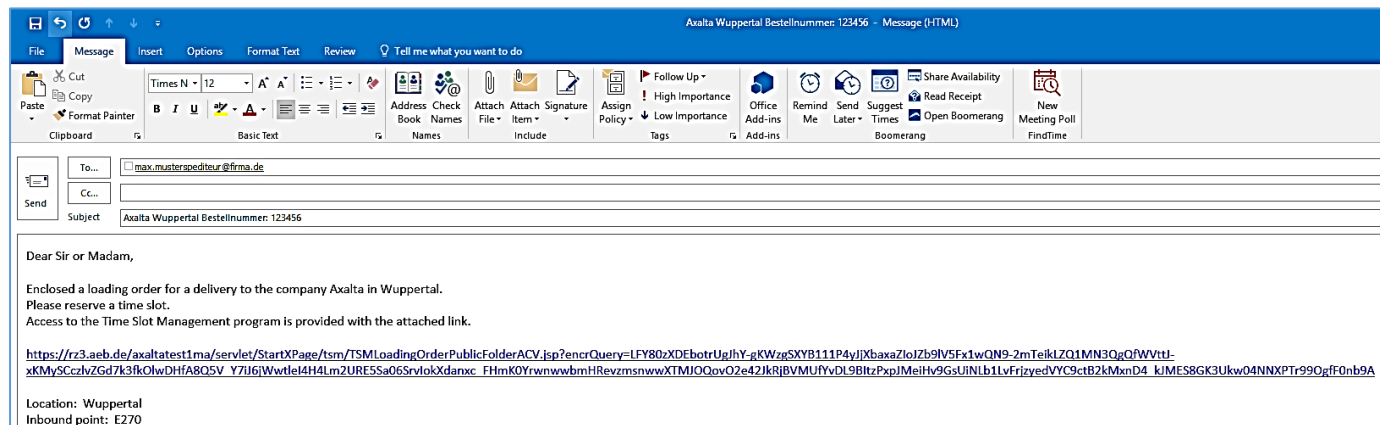 Axalta Wuppertal Bestellnummer: 123456 - Message (HTML)
File Message Insert Options Format Text Review Tell me what you want to do
Paste
Cut
Copy
Format Painter
Clipboard
Times N 12
B I U
Basic Text
Address Book
Check Names
Names
Attach File
Attach Item
Signature
Include
Assign Policy
Follow Up
High Importance
Low Importance
Tags
Office Add-ins
Add-ins
Remind Me
Send Later
Suggest Times
Share Availability
Read Receipt
Open Boomerang
Boomerang
New Meeting Poll
FindTime
Send
To... max.musterspediteur@firma.de
Cc...
Subject Axalta Wuppertal Bestellnummer: 123456
Dear Sir or Madam,
Enclosed a loading order for a delivery to the company Axalta in Wuppertal.
Please reserve a time slot.
Access to the Time Slot Management program is provided with the attached link.
https://rz3.aeb.de/axaltatest1ma/servlet/StartXPage/tsm/TSMLoadingOrderPublicFolderACV.jsp?encrQuery=
Location: Wuppertal
Inbound point: E270